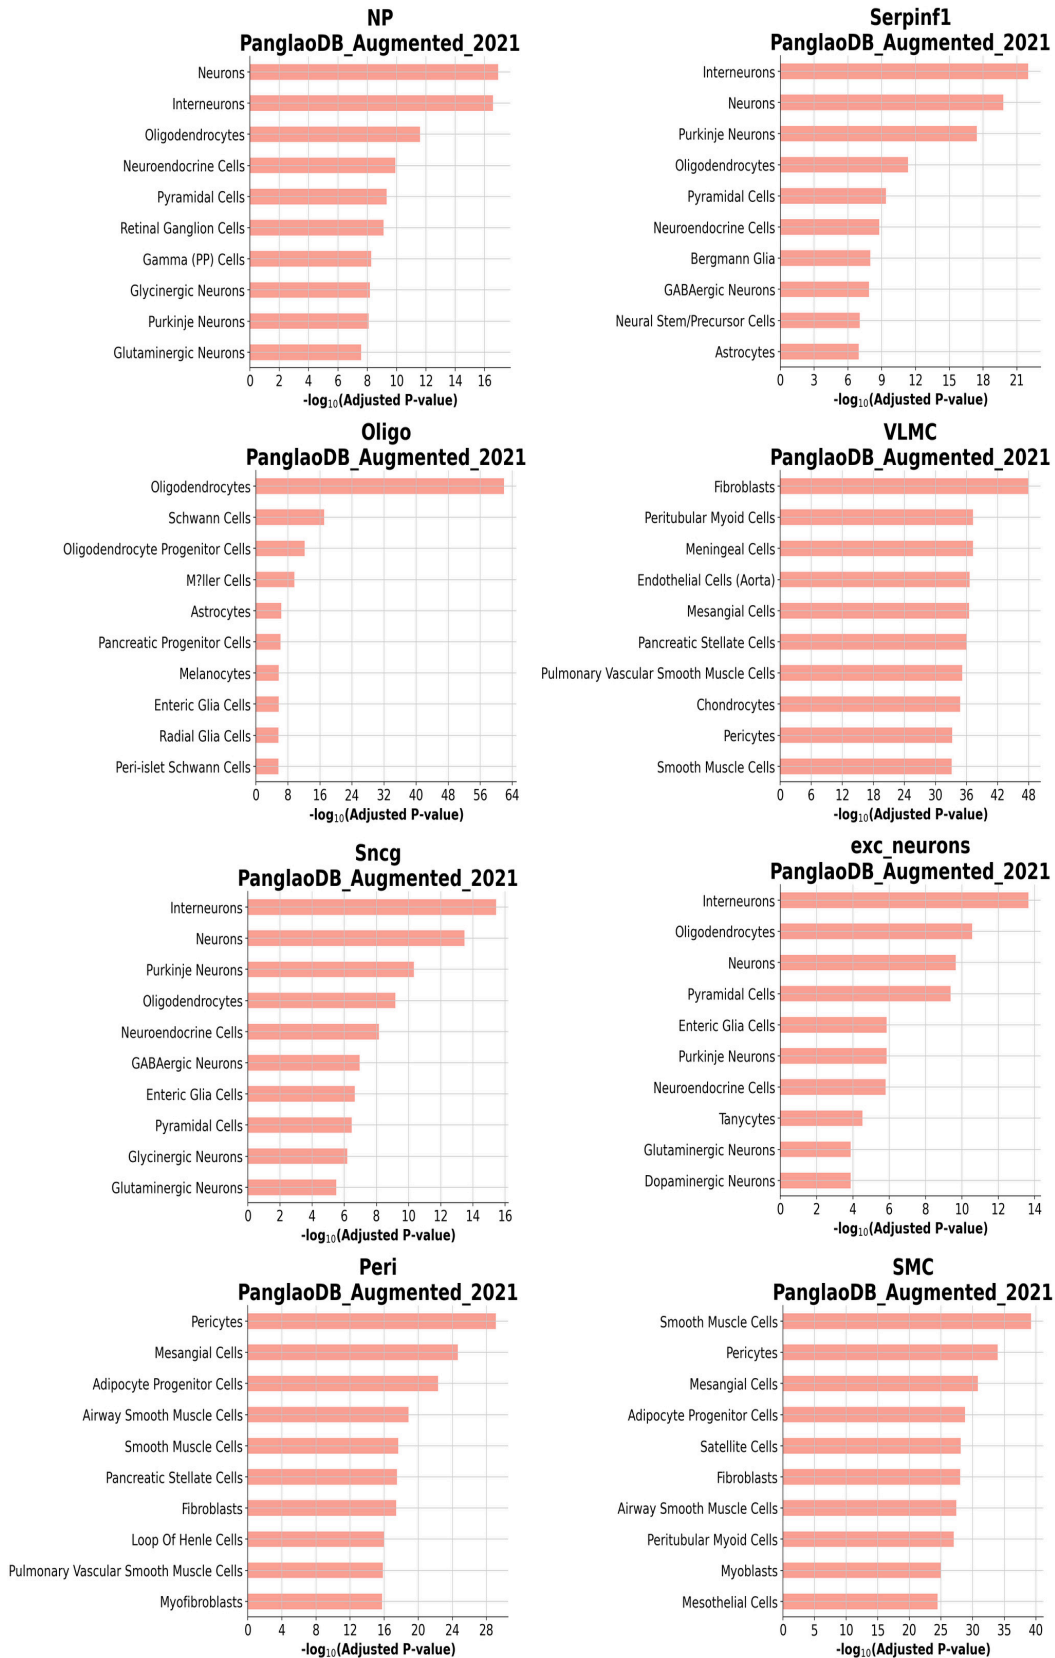 NP
PanglaoDB_Augmented_2021
Neurons
Interneurons
Oligodendrocytes
Neuroendocrine Cells
Pyramidal Cells
Retinal Ganglion Cells
Gamma (PP) Cells
Glycinergic Neurons
Purkinje Neurons
Glutaminergic Neurons
0 2 4 6 8 10 12 14 16
-log10(Adjusted P-value)
Serpinf1
PanglaoDB_Augmented_2021
Interneurons
Neurons
Purkinje Neurons
Oligodendrocytes
Pyramidal Cells
Neuroendocrine Cells
Bergmann Glia
GABAergic Neurons
Neural Stem/Precursor Cells
Astrocytes
0 3 6 9 12 15 18 21
-log10(Adjusted P-value)
Oligo
PanglaoDB_Augmented_2021
Oligodendrocytes
Schwann Cells
Oligodendrocyte Progenitor Cells
M?ller Cells
Astrocytes
Pancreatic Progenitor Cells
Melanocytes
Enteric Glia Cells
Radial Glia Cells
Peri-islet Schwann Cells
0 8 16 24 32 40 48 56 64
-log10(Adjusted P-value)
VLMC
PanglaoDB_Augmented_2021
Fibroblasts
Peritubular Myoid Cells
Meningeal Cells
Endothelial Cells (Aorta)
Mesangial Cells
Pancreatic Stellate Cells
Pulmonary Vascular Smooth Muscle Cells
Chondrocytes
Pericytes
Smooth Muscle Cells
0 6 12 18 24 30 36 42 48
-log10(Adjusted P-value)
Sncg
PanglaoDB_Augmented_2021
Interneurons
Neurons
Purkinje Neurons
Oligodendrocytes
Neuroendocrine Cells
GABAergic Neurons
Enteric Glia Cells
Pyramidal Cells
Glycinergic Neurons
Glutaminergic Neurons
0 2 4 6 8 10 12 14 16
-log10(Adjusted P-value)
exc_neurons
PanglaoDB_Augmented_2021
Interneurons
Oligodendrocytes
Neurons
Pyramidal Cells
Enteric Glia Cells
Purkinje Neurons
Neuroendocrine Cells
Tanycytes
Glutaminergic Neurons
Dopaminergic Neurons
0 2 4 6 8 10 12 14
-log10(Adjusted P-value)
Peri
PanglaoDB_Augmented_2021
Pericytes
Mesangial Cells
Adipocyte Progenitor Cells
Airway Smooth Muscle Cells
Smooth Muscle Cells
Pancreatic Stellate Cells
Fibroblasts
Loop Of Henle Cells
Pulmonary Vascular Smooth Muscle Cells
Myofibroblasts
0 4 8 12 16 20 24 28
-log10(Adjusted P-value)
SMC
PanglaoDB_Augmented_2021
Smooth Muscle Cells
Pericytes
Mesangial Cells
Adipocyte Progenitor Cells
Satellite Cells
Fibroblasts
Airway Smooth Muscle Cells
Peritubular Myoid Cells
Myoblasts
Mesothelial Cells
0 5 10 15 20 25 30 35 40
-log10(Adjusted P-value)